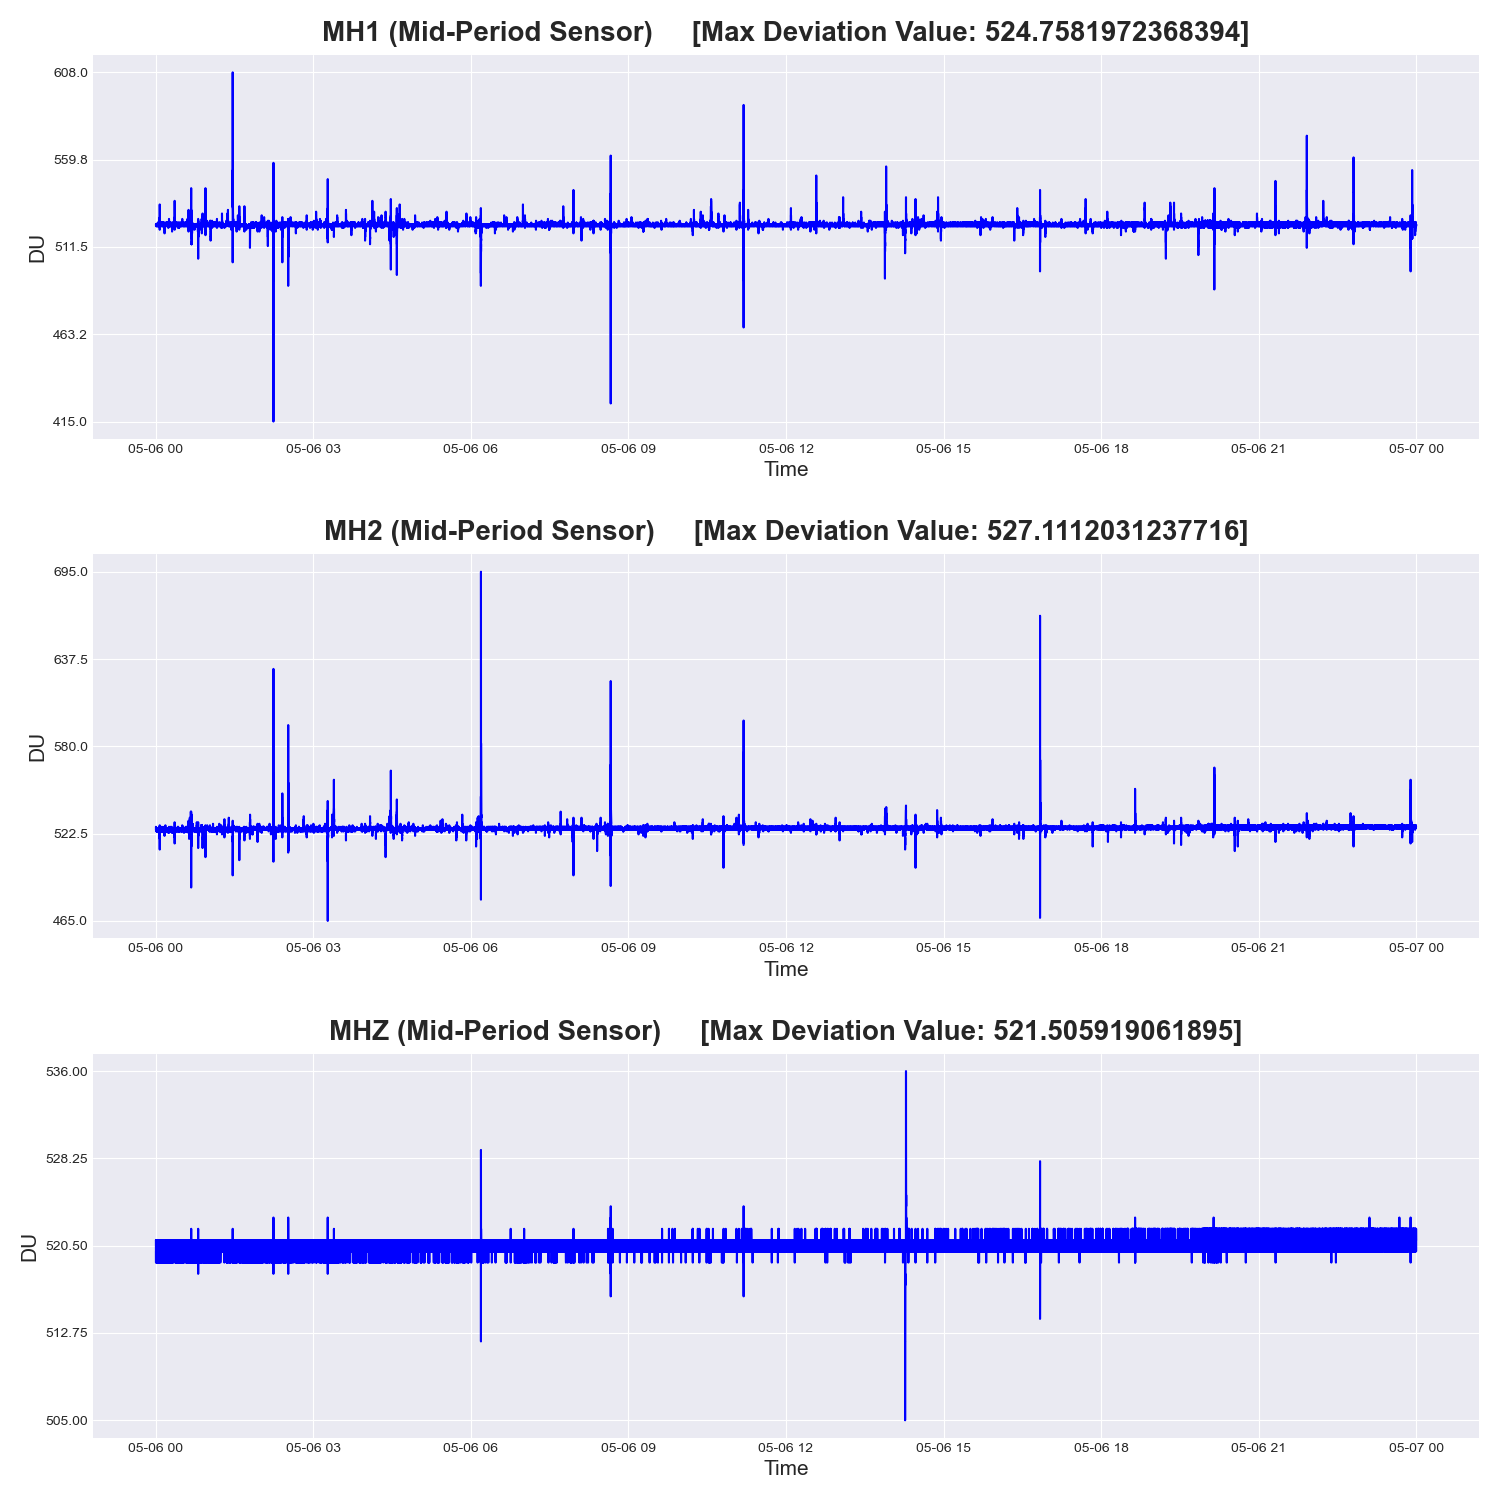 MH1 (Mid-Period Sensor) [Max Deviation Value: 524.7581972368394]
608.0
559.8
511.5
463.2
415.0
DU
05-06 00 05-06 03 05-06 06 05-06 09 05-06 12 05-06 15 05-06 18 05-06 21 05-07 00
Time
MH2 (Mid-Period Sensor) [Max Deviation Value: 527.1112031237716]
695.0
637.5
580.0
522.5
465.0
DU
05-06 00 05-06 03 05-06 06 05-06 09 05-06 12 05-06 15 05-06 18 05-06 21 05-07 00
Time
MHZ (Mid-Period Sensor) [Max Deviation Value: 521.505919061895]
536.00
528.25
520.50
512.75
505.00
DU
05-06 00 05-06 03 05-06 06 05-06 09 05-06 12 05-06 15 05-06 18 05-06 21 05-07 00
Time